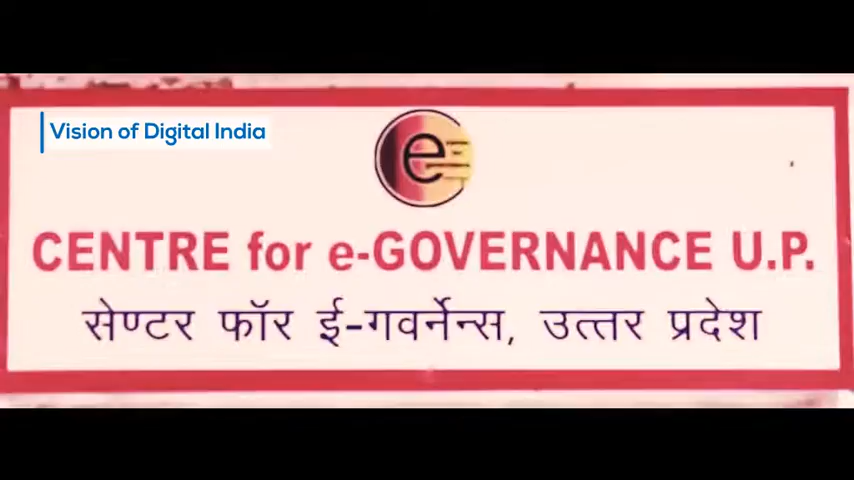 Vision of Digital India
e
CENTRE for e-GOVERNANCE U.P.
सेण्टर फॉर ई-गवर्नेन्स, उत्तर प्रदेश